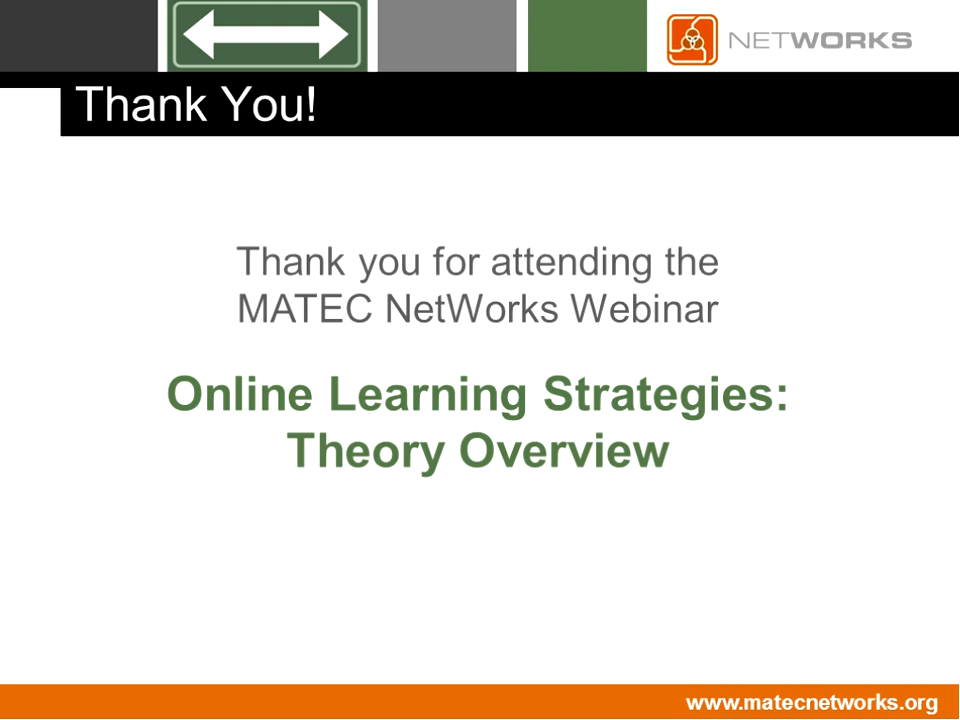 NETWORKS
Thank You!
Thank you for attending the
MATEC NetWorks Webinar
Online Learning Strategies:
Theory Overview
www.matecnetworks.org